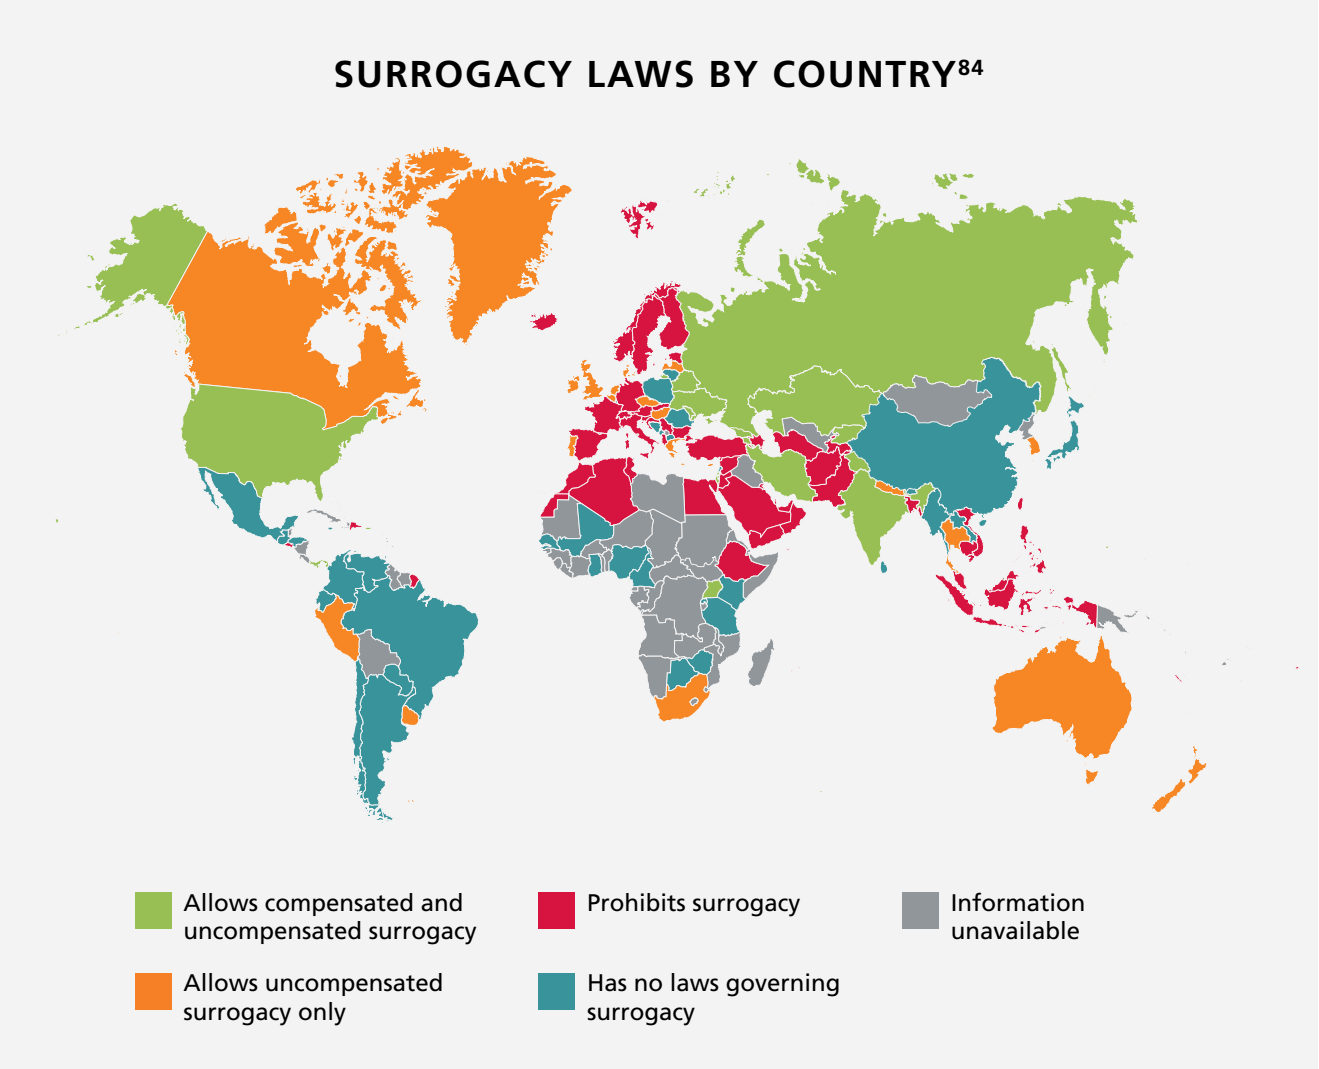 SURROGACY LAWS BY COUNTRY84
Allows compensated and
uncompensated surrogacy
Prohibits surrogacy
Information
unavailable
Allows uncompensated
surrogacy only
Has no laws governing
surrogacy